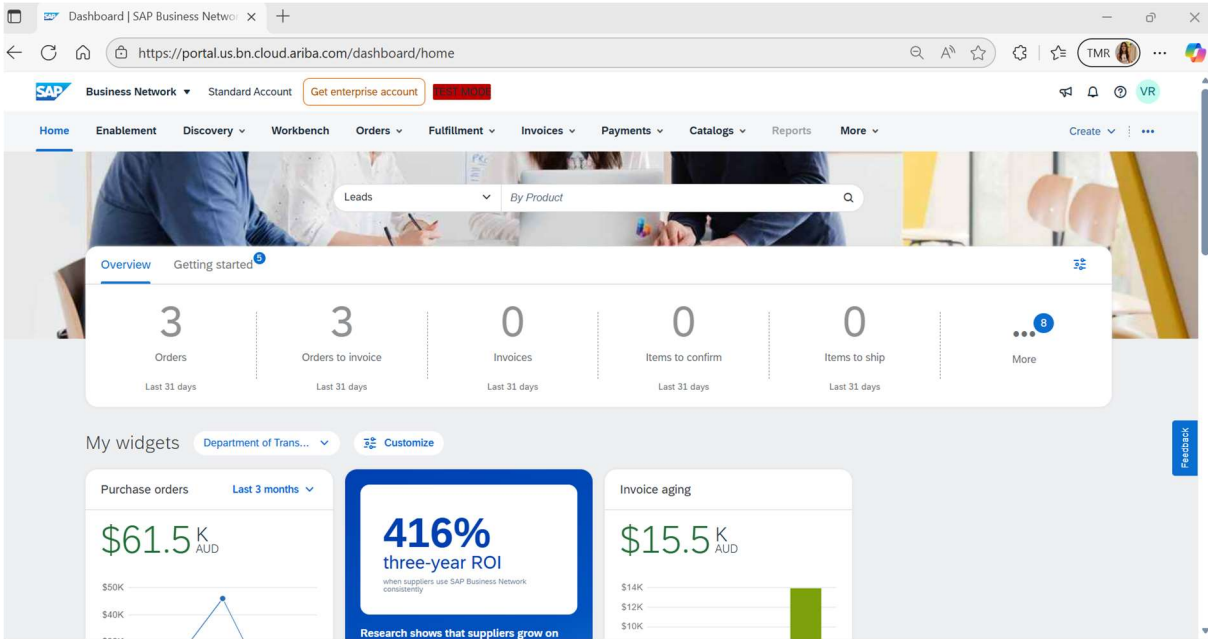 Dashboard | SAP Business Networ
https://portal.us.bn.cloud.ariba.com/dashboard/home
TMR
SAP Business Network Standard Account Get enterprise account TEST MODE VR
Home Enablement Discovery Workbench Orders Fulfillment Invoices Payments Catalogs Reports More Create
Leads By Product
Overview Getting started 5
3 3 0 0 0 8
Orders Orders to invoice Invoices Items to confirm Items to ship More
Last 31 days Last 31 days Last 31 days Last 31 days Last 31 days
Feedback
My widgets Department of Trans... Customize
Purchase orders Last 3 months
$61.5 K AUD
$50K
$40K
416%
three-year ROI
when suppliers use SAP Business Network
consistently
Research shows that suppliers grow on
Invoice aging
$15.5 K AUD
$14K
$12K
$10K